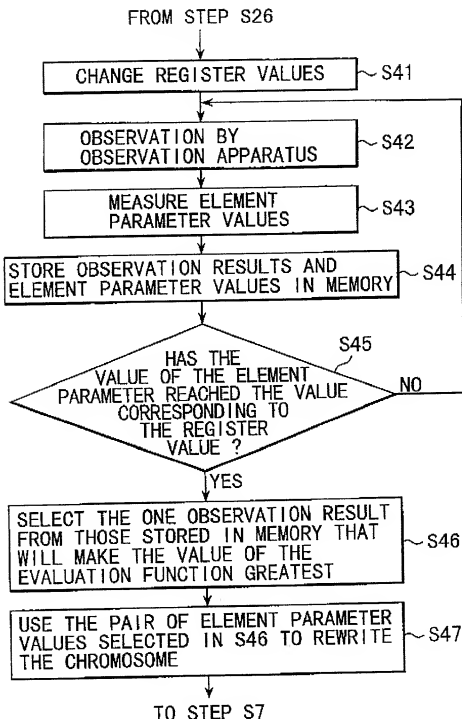 FROM STEP S26
CHANGE REGISTER VALUES
S41
OBSERVATION BY
OBSERVATION APPARATUS
S42
MEASURE ELEMENT
PARAMETER VALUES
S43
STORE OBSERVATION RESULTS AND
ELEMENT PARAMETER VALUES IN MEMORY
S44
S45
HAS THE
VALUE OF THE ELEMENT
PARAMETER REACHED THE VALUE
CORRESPONDING TO
THE REGISTER
VALUE ?
NO
YES
SELECT THE ONE OBSERVATION RESULT
FROM THOSE STORED IN MEMORY THAT
WILL MAKE THE VALUE OF THE
EVALUATION FUNCTION GREATEST
S46
USE THE PAIR OF ELEMENT PARAMETER
VALUES SELECTED IN S46 TO REWRITE
THE CHROMOSOME
S47
TO STEP S7